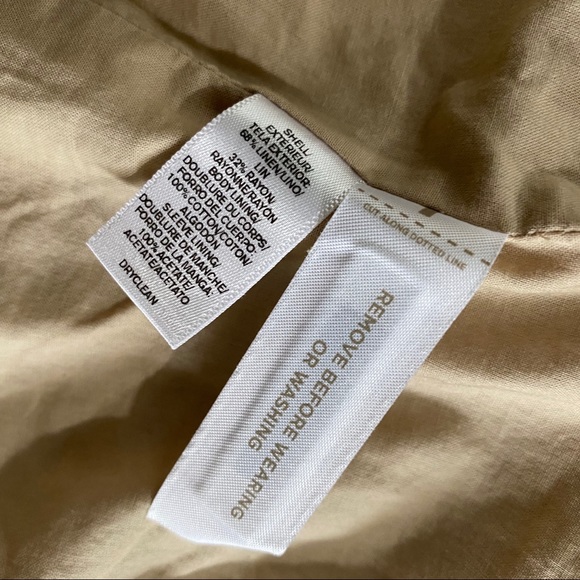 SHELL
EXTERIEUR/
TELA EXTERIOR:
68% LINEN/LINO/
LIN
32% RAYON/
RAYONNE/RAYON
BODY LINING/
DOUBLURE DU CORPS/
FORRO DEL CUERPO
100% COTTON/COTON/
ALGODON
SLEEVE LINING/
DOUBLURE DE MANCHE/
FORRO DE LA MANGA:
100% ACETATE/
ACETATE/ACETATO
DRYCLEAN
CUT ALONG DOTTED LINE
REMOVE BEFORE WEARING
OR WASHING